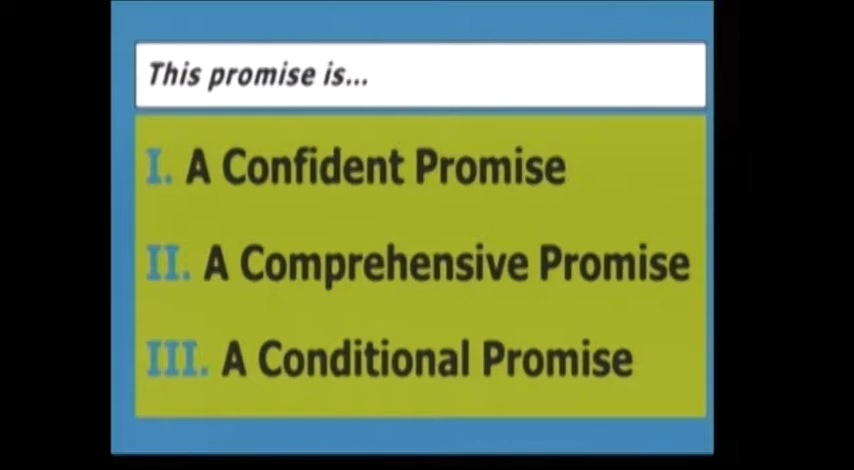 This promise is...
I. A Confident Promise
II. A Comprehensive Promise
III. A Conditional Promise